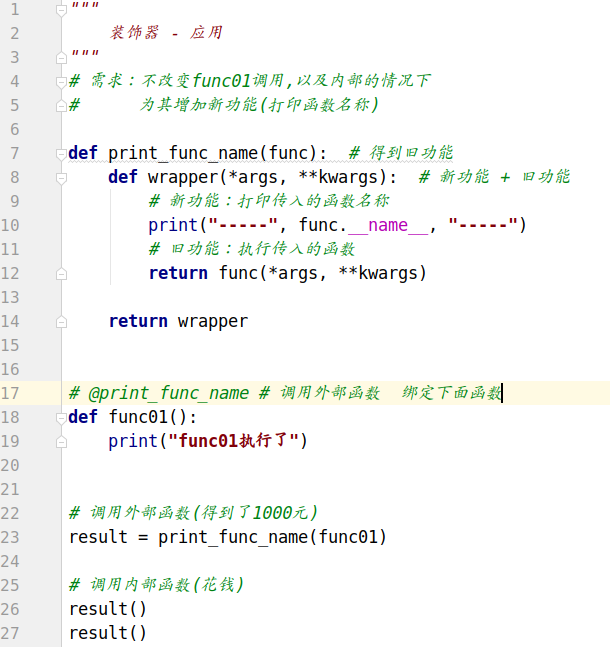 1 """
2     装饰器 - 应用
3 """
4 # 需求：不改变func01调用,以及内部的情况下
5 #      为其增加新功能(打印函数名称)
6
7 def print_func_name(func):  # 得到旧功能
8     def wrapper(*args, **kwargs):  # 新功能 + 旧功能
9         # 新功能：打印传入的函数名称
10         print("-----", func.__name__, "-----")
11         # 旧功能：执行传入的函数
12         return func(*args, **kwargs)
13
14     return wrapper
15
16
17 # @print_func_name # 调用外部函数  绑定下面函数
18 def func01():
19     print("func01执行了")
20
21
22 # 调用外部函数(得到了1000元)
23 result = print_func_name(func01)
24
25 # 调用内部函数(花钱)
26 result()
27 result()